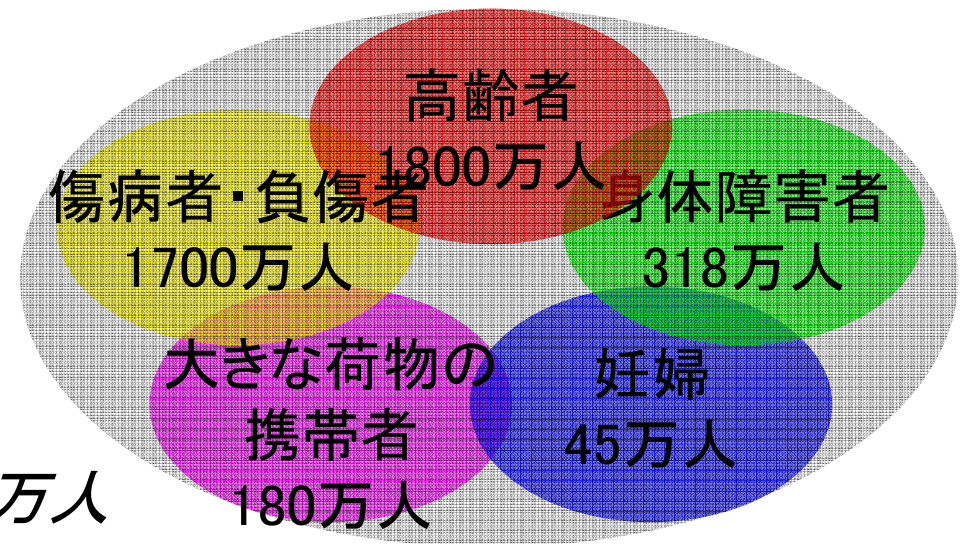 高齢者
1800万人
傷病者・負傷者
1700万人
身体障害者
318万人
大きな荷物の
携帯者
180万人
妊婦
45万人
万人